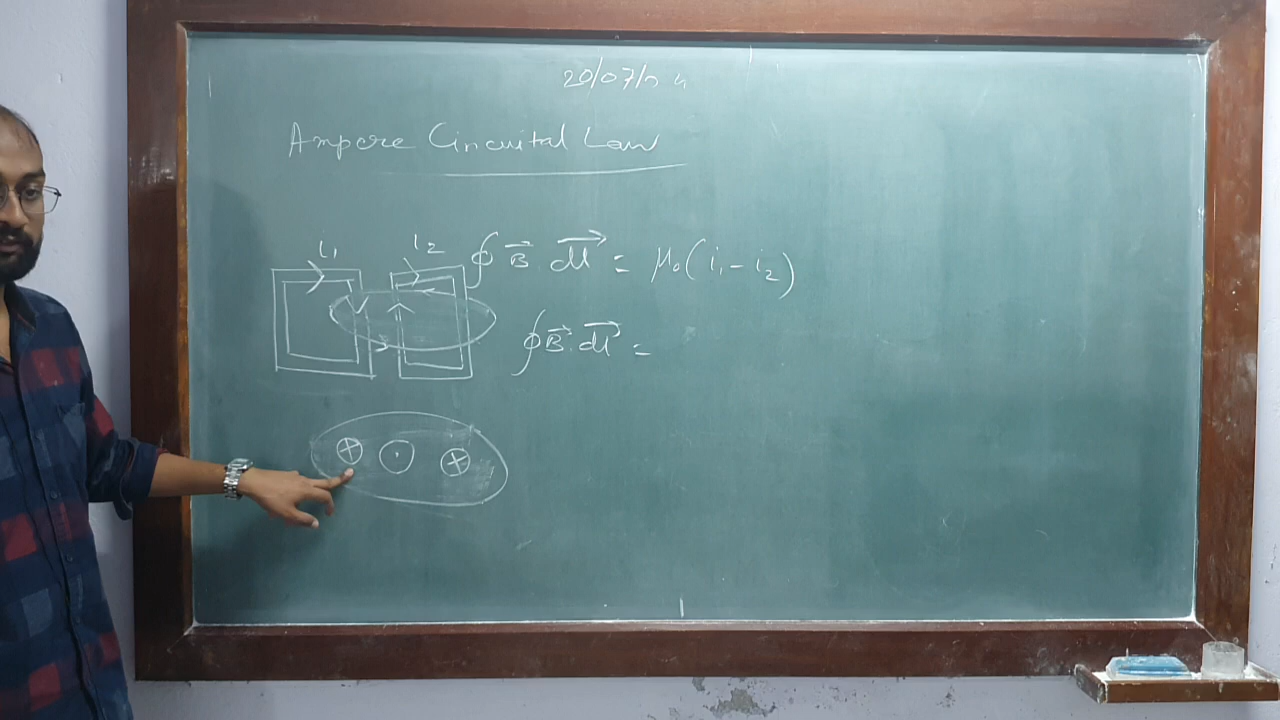 20/07/24
Ampere Circuital Law
i₁ i₂ ∮ B⃗. dl⃗ = μ₀(i₁ - i₂)
∮ B⃗. dl⃗ =